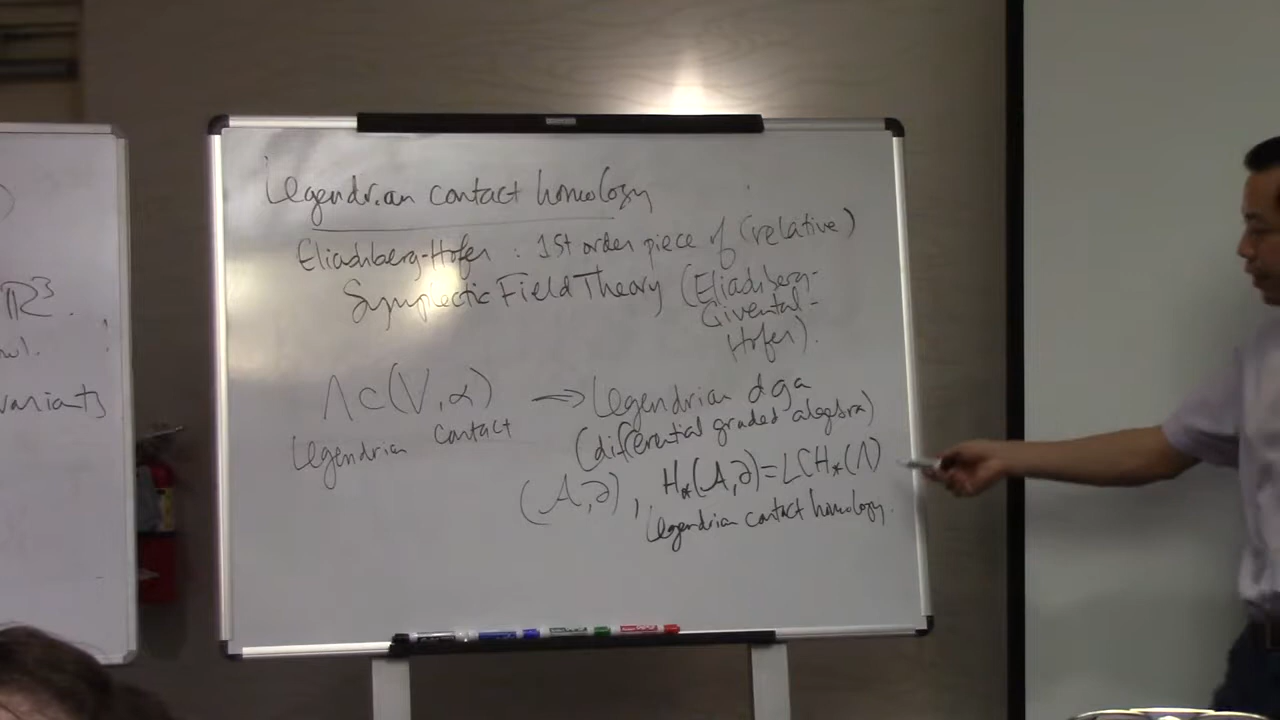 ℝ³.
variants
Legendrian contact homology
Eliashberg-Hofer : 1st order piece of (relative)
Symplectic Field Theory (Eliashberg-
Givental-
Hofer).
Λ⊂(V,α) ⇒ Legendrian dga
Legendrian contact (differential graded alegbra)
(A,∂), H⁎(A,∂)=LCH⁎(Λ)
Legendrian contact homology.